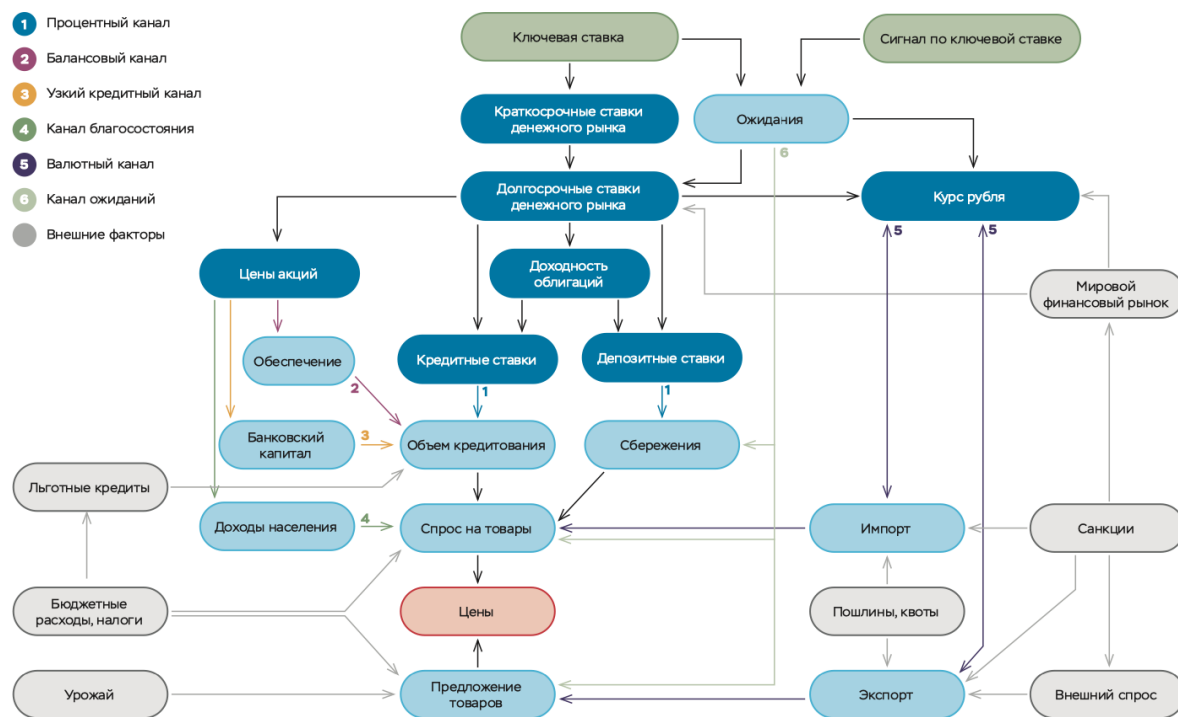 1 Процентный канал
2 Балансовый канал
3 Узкий кредитный канал
4 Канал благосостояния
5 Валютный канал
6 Канал ожиданий
Внешние факторы
Ключевая ставка
Сигнал по ключевой ставке
Краткосрочные ставки
денежного рынка
Ожидания
6
Долгосрочные ставки
денежного рынка
Курс рубля
5
5
Цены акций
Доходность
облигаций
Мировой
финансовый рынок
Обеспечение
Кредитные ставки
Депозитные ставки
2
1
1
Банковский
капитал
3
Объем кредитования
Сбережения
Льготные кредиты
Доходы населения
4
Спрос на товары
Импорт
Санкции
Бюджетные
расходы, налоги
Цены
Пошлины, квоты
Урожай
Предложение
товаров
Экспорт
Внешний спрос